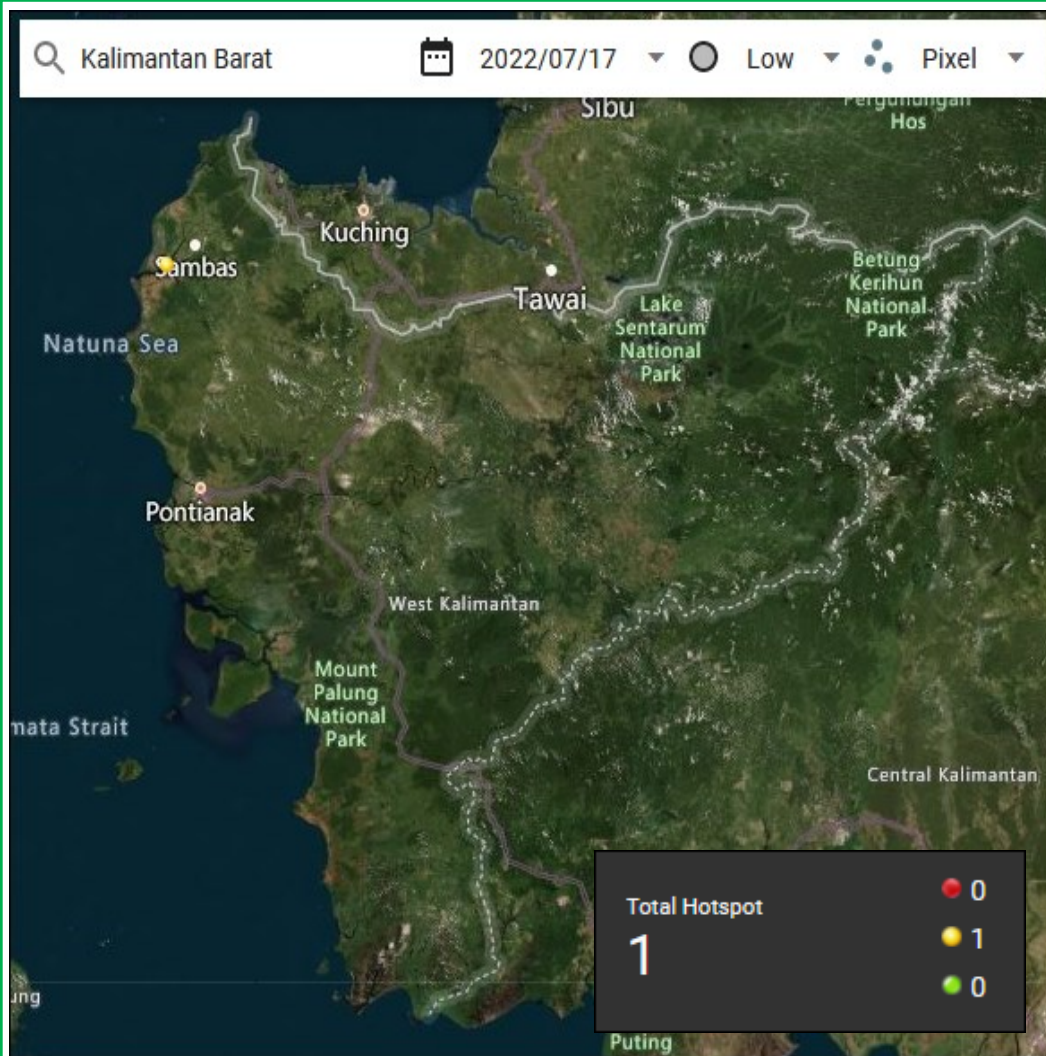 Kalimantan Barat 2022/07/17 Low Pixel
Sibu
Pergunungan
Hos
Kuching
Sambas
Betung
Kerihun
National
Park
Tawai
Lake
Sentarum
National
Park
Natuna Sea
Pontianak
West Kalimantan
Mount
Palung
National
Park
mata Strait
Central Kalimantan
Total Hotspot
1
0
1
0
ung
Puting